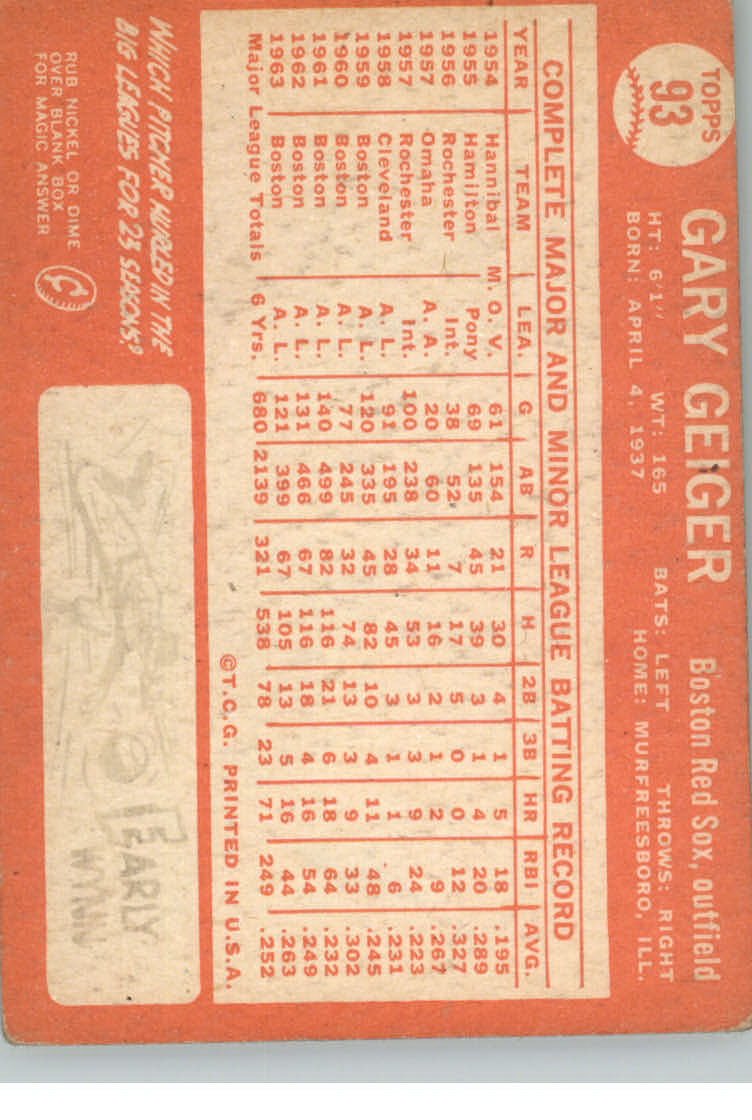 TOPPS
93
GARY GEIGER Boston Red Sox, outfield
HT: 6'1" WT: 165 BATS: LEFT THROWS: RIGHT
BORN: APRIL 4, 1937 HOME: MURFREESBORO, ILL.
COMPLETE MAJOR AND MINOR LEAGUE BATTING RECORD
YEAR TEAM LEA. G AB R H 2B 3B HR RBI AVG.
1954 Hannibal M. O. V. 61 154 21 30 4 1 5 18 .195
1955 Hamilton Pony 69 135 45 39 3 1 4 20 .289
1956 Rochester Int. 38 52 7 17 5 0 0 12 .327
1957 Omaha A. A. 20 60 11 16 2 1 2 9 .267
1957 Rochester Int. 100 238 34 53 3 3 9 24 .223
1958 Cleveland A. L. 91 195 28 45 3 1 1 6 .231
1959 Boston A. L. 120 335 45 82 10 4 11 48 .245
1960 Boston A. L. 77 245 32 74 13 3 9 33 .302
1961 Boston A. L. 140 499 82 116 21 6 18 64 .232
1962 Boston A. L. 131 466 67 116 18 4 16 54 .249
1963 Boston A. L. 121 399 67 105 13 5 16 44 .263
Major League Totals 6 Yrs. 680 2139 321 538 78 23 71 249 .252
©T.C.G. PRINTED IN U.S.A.
WHICH PITCHER HURLED IN THE
BIG LEAGUES FOR 23 SEASONS?
RUB NICKEL OR DIME
OVER BLANK BOX
FOR MAGIC ANSWER
EARLY
WYNN